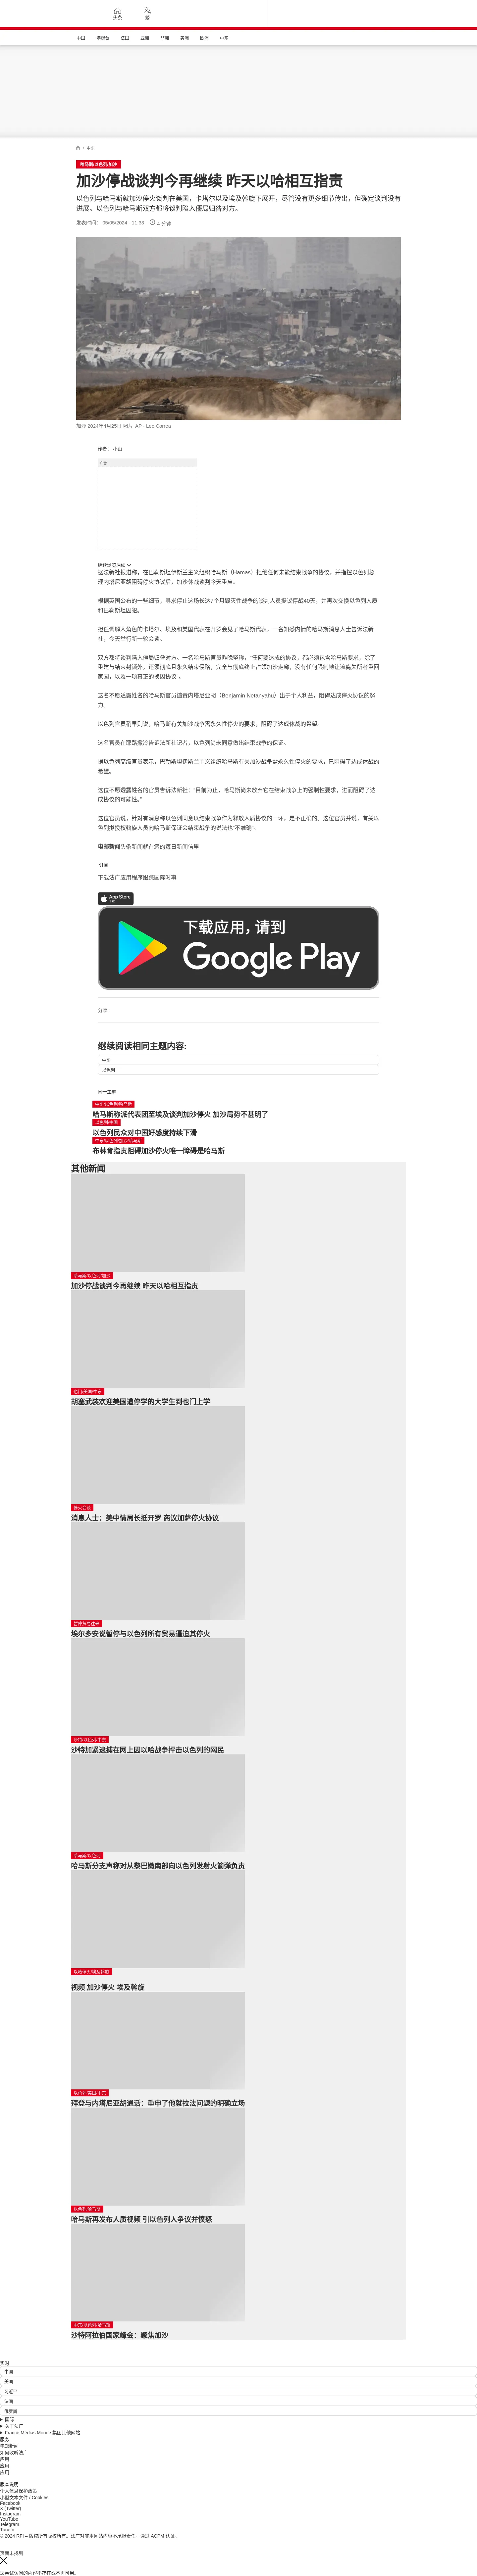 头条
繁
中国
港澳台
法国
亚洲
非洲
美洲
欧洲
中东
/ 中东
哈马斯/以色列/加沙
加沙停战谈判今再继续 昨天以哈相互指责
以色列与哈马斯就加沙停火谈判在美国，卡塔尔以及埃及斡旋下展开，尽管没有更多细节传出，但确定谈判没有进展。以色列与哈马斯双方都将谈判陷入僵局归咎对方。
发表时间： 05/05/2024 - 11:33
4 分钟
加沙 2024年4月25日 照片 AP - Leo Correa
作者： 小山
广告
继续浏览后续
据法新社报道称，在巴勒斯坦伊斯兰主义组织哈马斯（Hamas）拒绝任何未能结束战争的协议，并指控以色列总理内塔尼亚胡阻碍停火协议后，加沙休战谈判今天重启。
根据英国公布的一些细节，寻求停止这场长达7个月毁灭性战争的谈判人员提议停战40天，并再次交换以色列人质和巴勒斯坦囚犯。
担任调解人角色的卡塔尔、埃及和美国代表在开罗会见了哈马斯代表，一名知悉内情的哈马斯消息人士告诉法新社，今天举行新一轮会谈。
双方都将谈判陷入僵局归咎对方。一名哈马斯官员昨晚坚称，“任何要达成的协议，都必须包含哈马斯要求，除了重建与结束封锁外，还须彻底且永久结束侵略，完全与彻底终止占领加沙走廊，没有任何限制地让流离失所者重回家园，以及一项真正的换囚协议”。
这名不愿透露姓名的哈马斯官员谴责内塔尼亚胡（Benjamin Netanyahu）出于个人利益，阻碍达成停火协议的努力。
以色列官员稍早则说，哈马斯有关加沙战争需永久性停火的要求，阻碍了达成休战的希望。
这名官员在耶路撒冷告诉法新社记者，以色列尚未同意做出结束战争的保证。
据以色列高级官员表示，巴勒斯坦伊斯兰主义组织哈马斯有关加沙战争需永久性停火的要求，已阻碍了达成休战的希望。
这位不愿透露姓名的官员告诉法新社：“目前为止，哈马斯尚未放弃它在结束战争上的强制性要求，进而阻碍了达成协议的可能性。”
这位官员说，针对有消息称以色列同意以结束战争作为释放人质协议的一环，是不正确的。这位官员并说，有关以色列拟授权斡旋人员向哈马斯保证会结束战争的说法也“不准确”。
电邮新闻头条新闻就在您的每日新闻信里
订阅
下载法广应用程序跟踪国际时事
App Store
下载应用，请到
Google Play
分享 :
继续阅读相同主题内容:
中东
以色列
同一主题
中东/以色列/哈马斯
哈马斯称派代表团至埃及谈判加沙停火 加沙局势不甚明了
以色列/中国
以色列民众对中国好感度持续下滑
中东/以色列/加沙/哈马斯
布林肯指责阻碍加沙停火唯一障碍是哈马斯
其他新闻
哈马斯/以色列/加沙
加沙停战谈判今再继续 昨天以哈相互指责
也门/美国/中东
胡塞武装欢迎美国遭停学的大学生到也门上学
停火会谈
消息人士：美中情局长抵开罗 商议加萨停火协议
暂停贸易往来
埃尔多安说暂停与以色列所有贸易逼迫其停火
沙特/以色列/中东
沙特加紧逮捕在网上因以哈战争抨击以色列的网民
哈马斯/以色列
哈马斯分支声称对从黎巴嫩南部向以色列发射火箭弹负责
以哈停火/埃及斡旋
视频 加沙停火 埃及斡旋
以色列/美国/中东
拜登与内塔尼亚胡通话：重申了他就拉法问题的明确立场
以色列/哈马斯
哈马斯再发布人质视频 引以色列人争议并愤怒
中东/以色列/哈马斯
沙特阿拉伯国家峰会：聚焦加沙
实时
中国
美国
习近平
法国
俄罗斯
国际
关于法广
France Médias Monde 集团其他网站
服务
电邮新闻
如何收听法广
应用
应用
应用
版本说明
个人信息保护政策
小型文本文件 / Cookies
Facebook
X (Twitter)
Instagram
YouTube
Telegram
TuneIn
© 2024 RFI – 版权所有版权所有。法广对非本网站内容不承担责任。通过 ACPM 认证。
页面未找到
您尝试访问的内容不存在或不再可用。